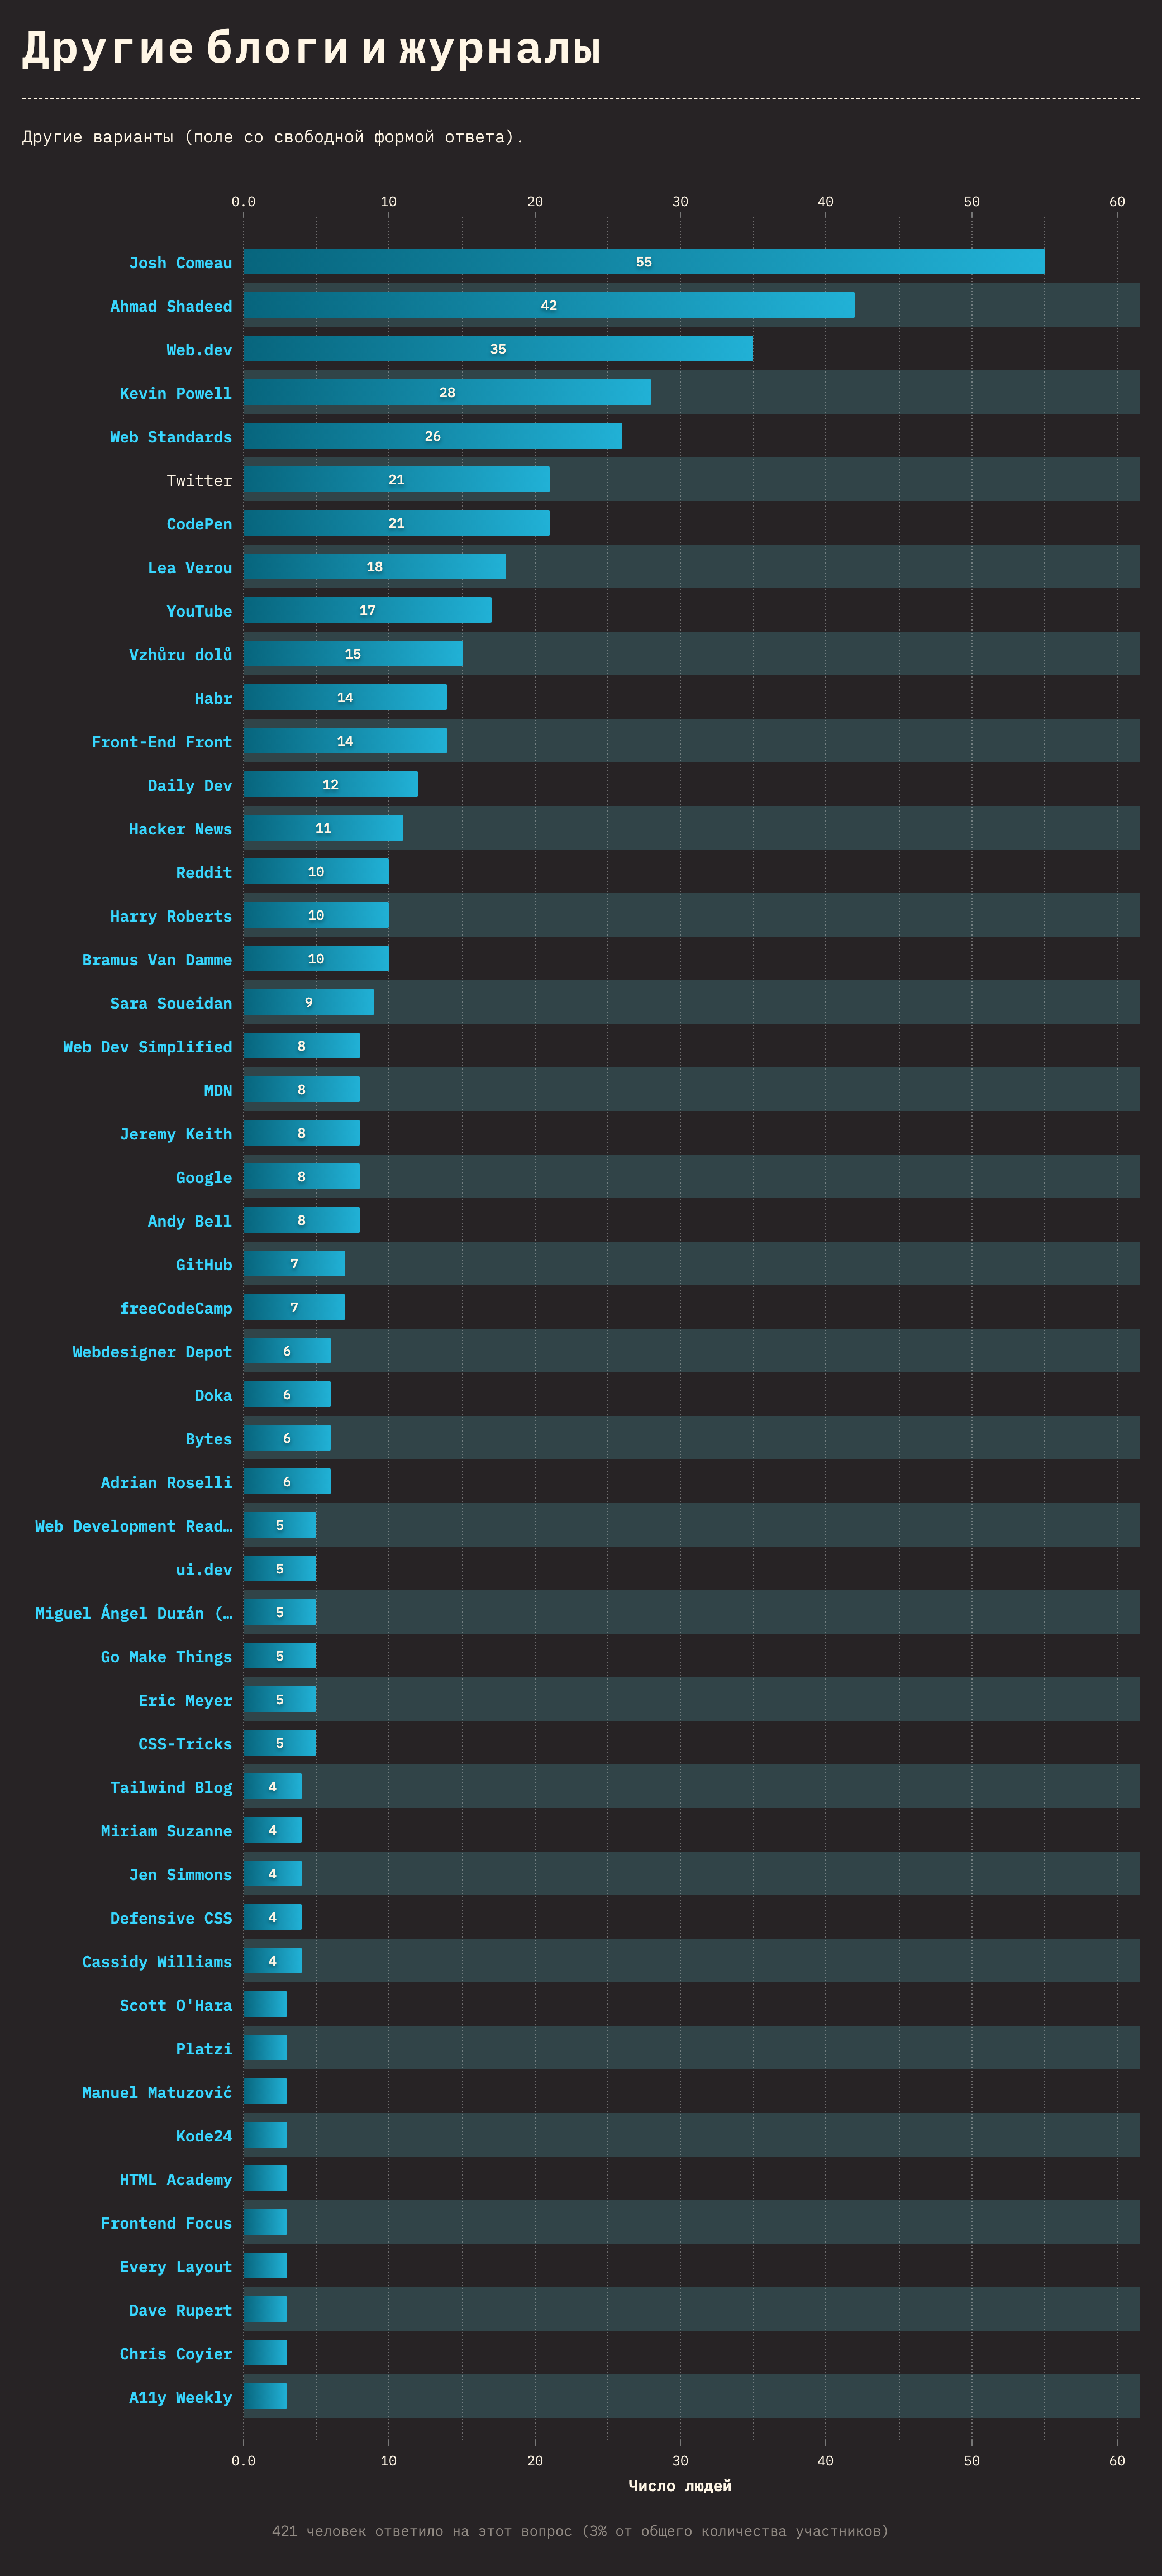 Другие блоги и журналы
Другие варианты (поле со свободной формой ответа).
0.0 10 20 30 40 50 60
Josh Comeau 55
Ahmad Shadeed 42
Web.dev 35
Kevin Powell 28
Web Standards 26
Twitter 21
CodePen 21
Lea Verou 18
YouTube 17
Vzhůru dolů 15
Habr 14
Front-End Front 14
Daily Dev 12
Hacker News 11
Reddit 10
Harry Roberts 10
Bramus Van Damme 10
Sara Soueidan 9
Web Dev Simplified 8
MDN 8
Jeremy Keith 8
Google 8
Andy Bell 8
GitHub 7
freeCodeCamp 7
Webdesigner Depot 6
Doka 6
Bytes 6
Adrian Roselli 6
Web Development Read… 5
ui.dev 5
Miguel Ángel Durán (… 5
Go Make Things 5
Eric Meyer 5
CSS-Tricks 5
Tailwind Blog 4
Miriam Suzanne 4
Jen Simmons 4
Defensive CSS 4
Cassidy Williams 4
Scott O'Hara
Platzi
Manuel Matuzović
Kode24
HTML Academy
Frontend Focus
Every Layout
Dave Rupert
Chris Coyier
A11y Weekly
0.0 10 20 30 40 50 60
Число людей
421 человек ответило на этот вопрос (3% от общего количества участников)